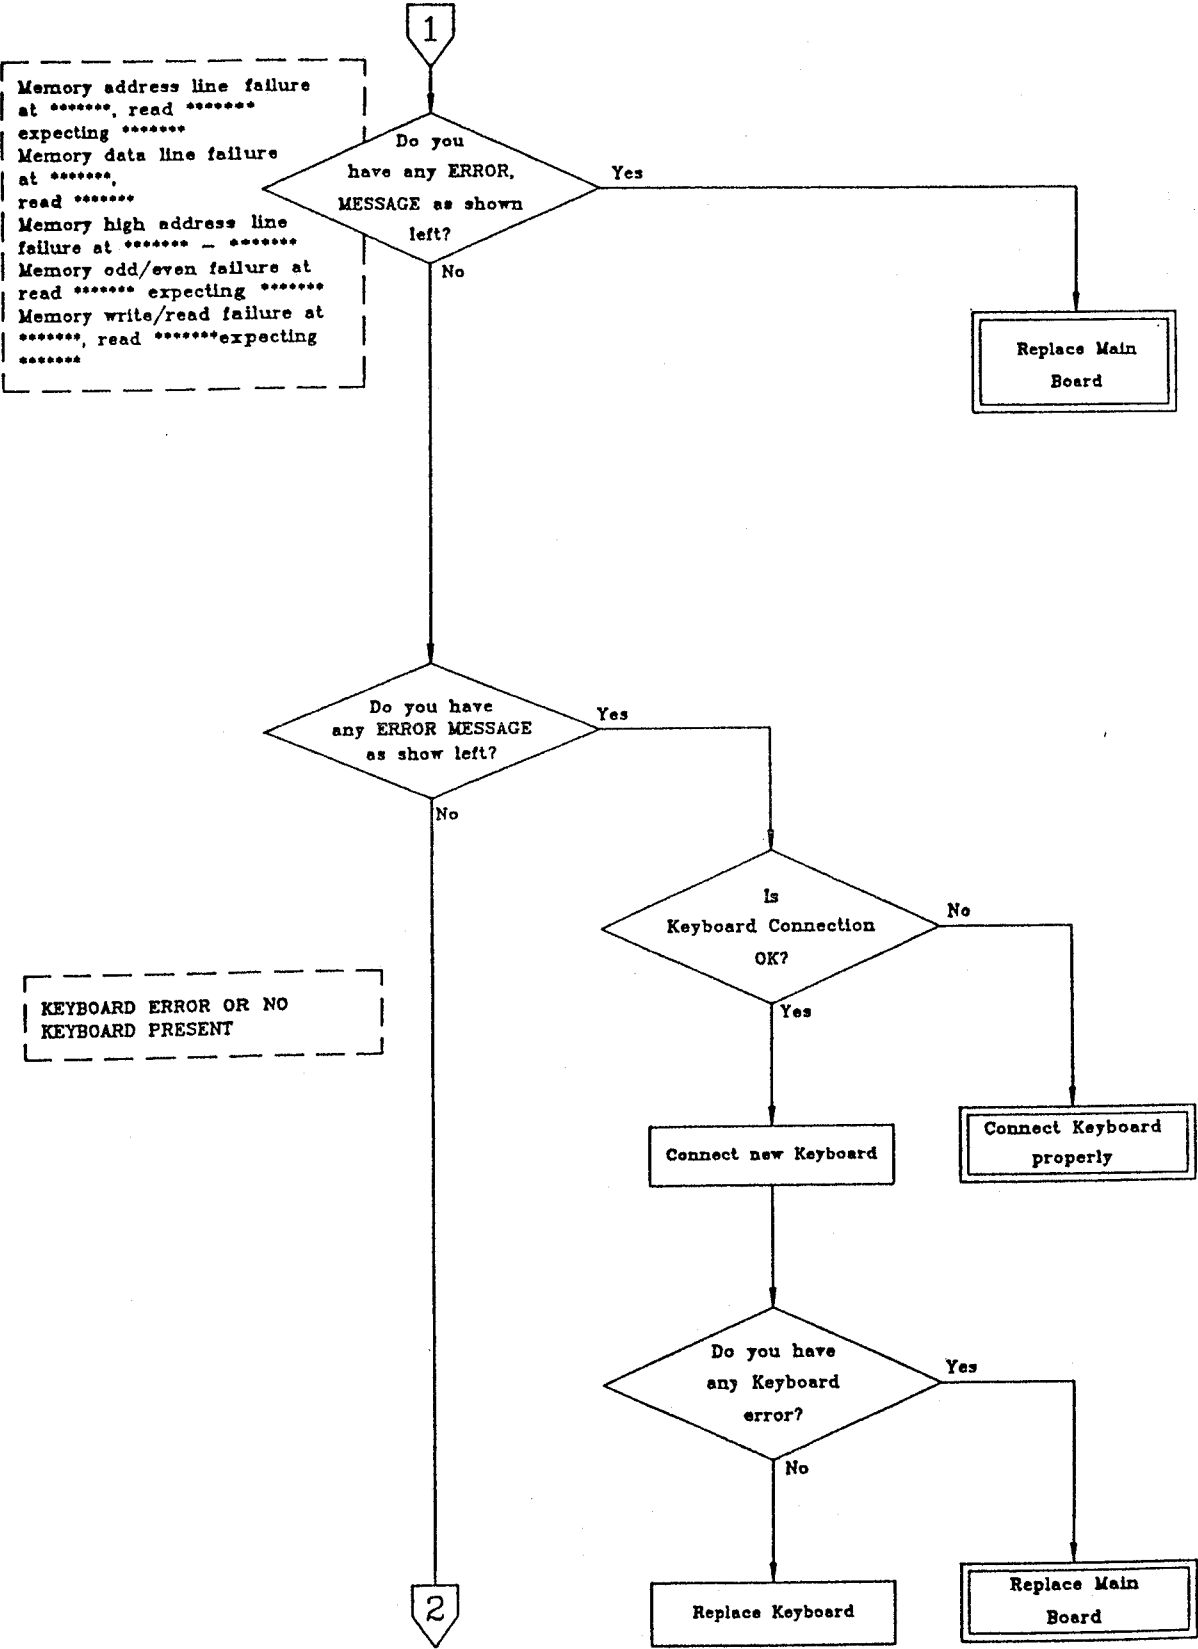 1
Memory address line failure
at *******, read *******
expecting *******
Memory data line failure
at *******,
read *******
Memory high address line
failure at ******* — *******
Memory odd/even failure at
read ******* expecting *******
Memory write/read failure at
*******, read *******expecting
*******
Do you
have any ERROR,
MESSAGE as shown
left?
Yes
No
Replace Main
Board
Do you have
any ERROR MESSAGE
as show left?
Yes
No
Is
Keyboard Connection
OK?
No
Yes
KEYBOARD ERROR OR NO
KEYBOARD PRESENT
Connect new Keyboard
Connect Keyboard
properly
Do you have
any Keyboard
error?
Yes
No
Replace Keyboard
Replace Main
Board
2